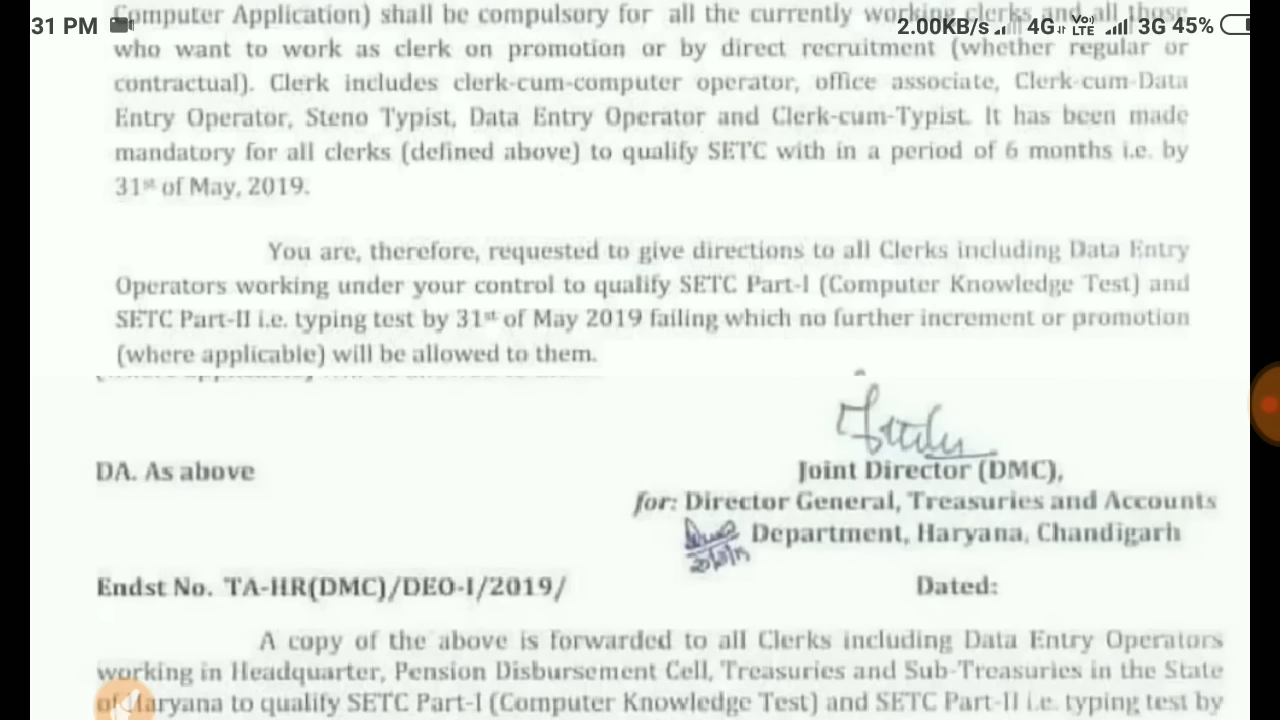 31 PM 2.00KB/s 4G Vo) LTE 3G 45%
Computer Application) shall be compulsory for all the currently working clerks and all those
who want to work as clerk on promotion or by direct recruitment (whether regular or
contractual). Clerk includes clerk-cum-computer operator, office associate, Clerk-cum-Data
Entry Operator, Steno Typist, Data Entry Operator and Clerk-cum-Typist. It has been made
mandatory for all clerks (defined above) to qualify SETC with in a period of 6 months i.e. by
31st of May, 2019.
You are, therefore, requested to give directions to all Clerks including Data Entry
Operators working under your control to qualify SETC Part-I (Computer Knowledge Test) and
SETC Part-II i.e. typing test by 31st of May 2019 failing which no further increment or promotion
(where applicable) will be allowed to them.
DA. As above
Joint Director (DMC),
for: Director General, Treasuries and Accounts
Department, Haryana, Chandigarh
Endst No. TA-HR(DMC)/DEO-I/2019/ Dated:
A copy of the above is forwarded to all Clerks including Data Entry Operators
working in Headquarter, Pension Disbursement Cell, Treasuries and Sub-Treasuries in the State
of Haryana to qualify SETC Part-I (Computer Knowledge Test) and SETC Part-II i.e. typing test by